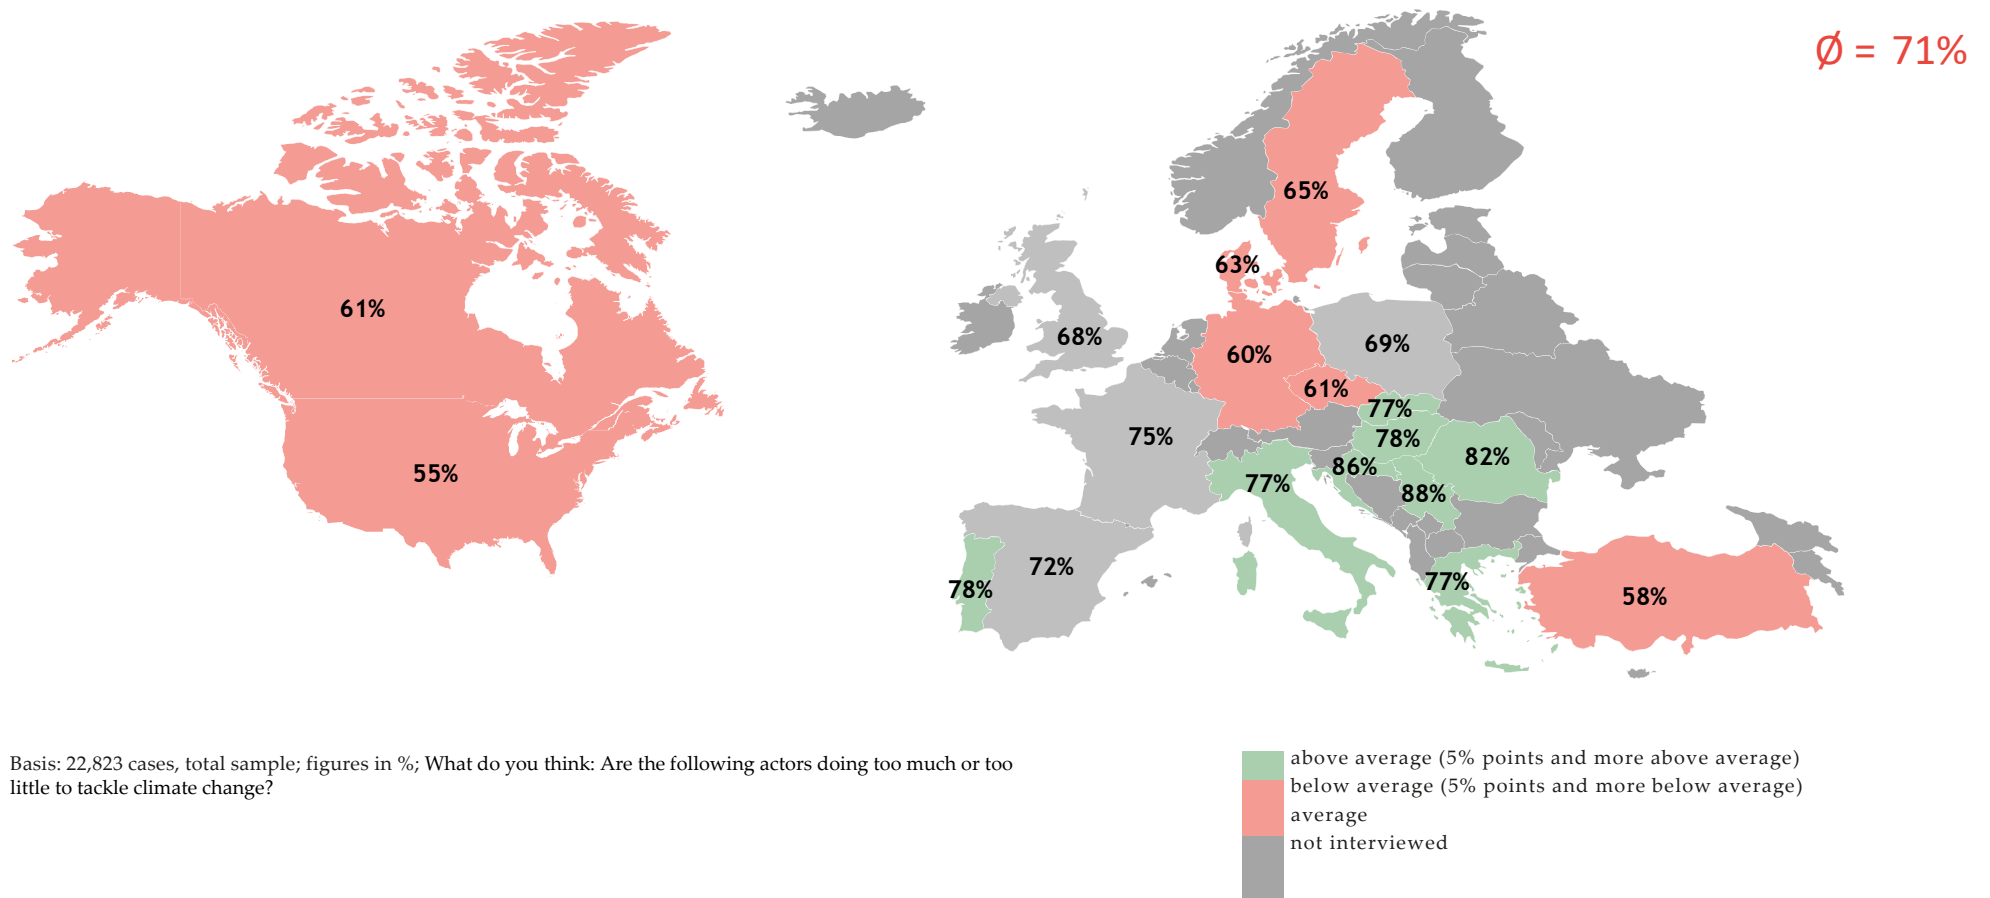 Ø = 71%
65%
63%
61%
68%
60%
69%
61%
77%
75%
78%
82%
86%
77%
88%
55%
72%
78%
77%
58%
Basis: 22,823 cases, total sample; figures in %; What do you think: Are the following actors doing too much or too
little to tackle climate change?
above average (5% points and more above average)
below average (5% points and more below average)
average
not interviewed